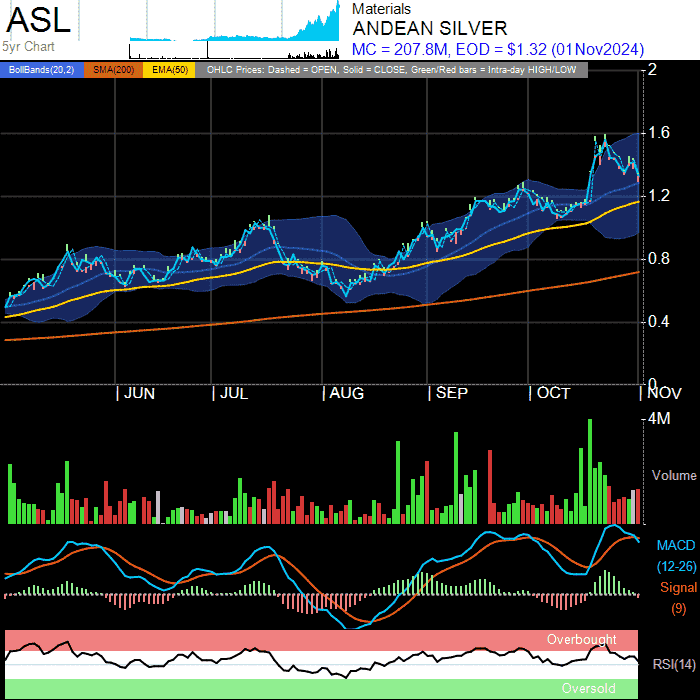 ASL
5yr Chart
Materials
ANDEAN SILVER
MC = 207.8M, EOD = $1.32 (01Nov2024)
BollBands(20,2) SMA(200) EMA(50) OHLC Prices: Dashed = OPEN, Solid = CLOSE, Green/Red bars = Intra-day HIGH/LOW
2
1.6
1.2
0.8
0.4
0
| JUN | JUL | AUG | SEP | OCT | NOV
4M
Volume
MACD
(12-26)
Signal
(9)
Overbought
RSI(14)
Oversold